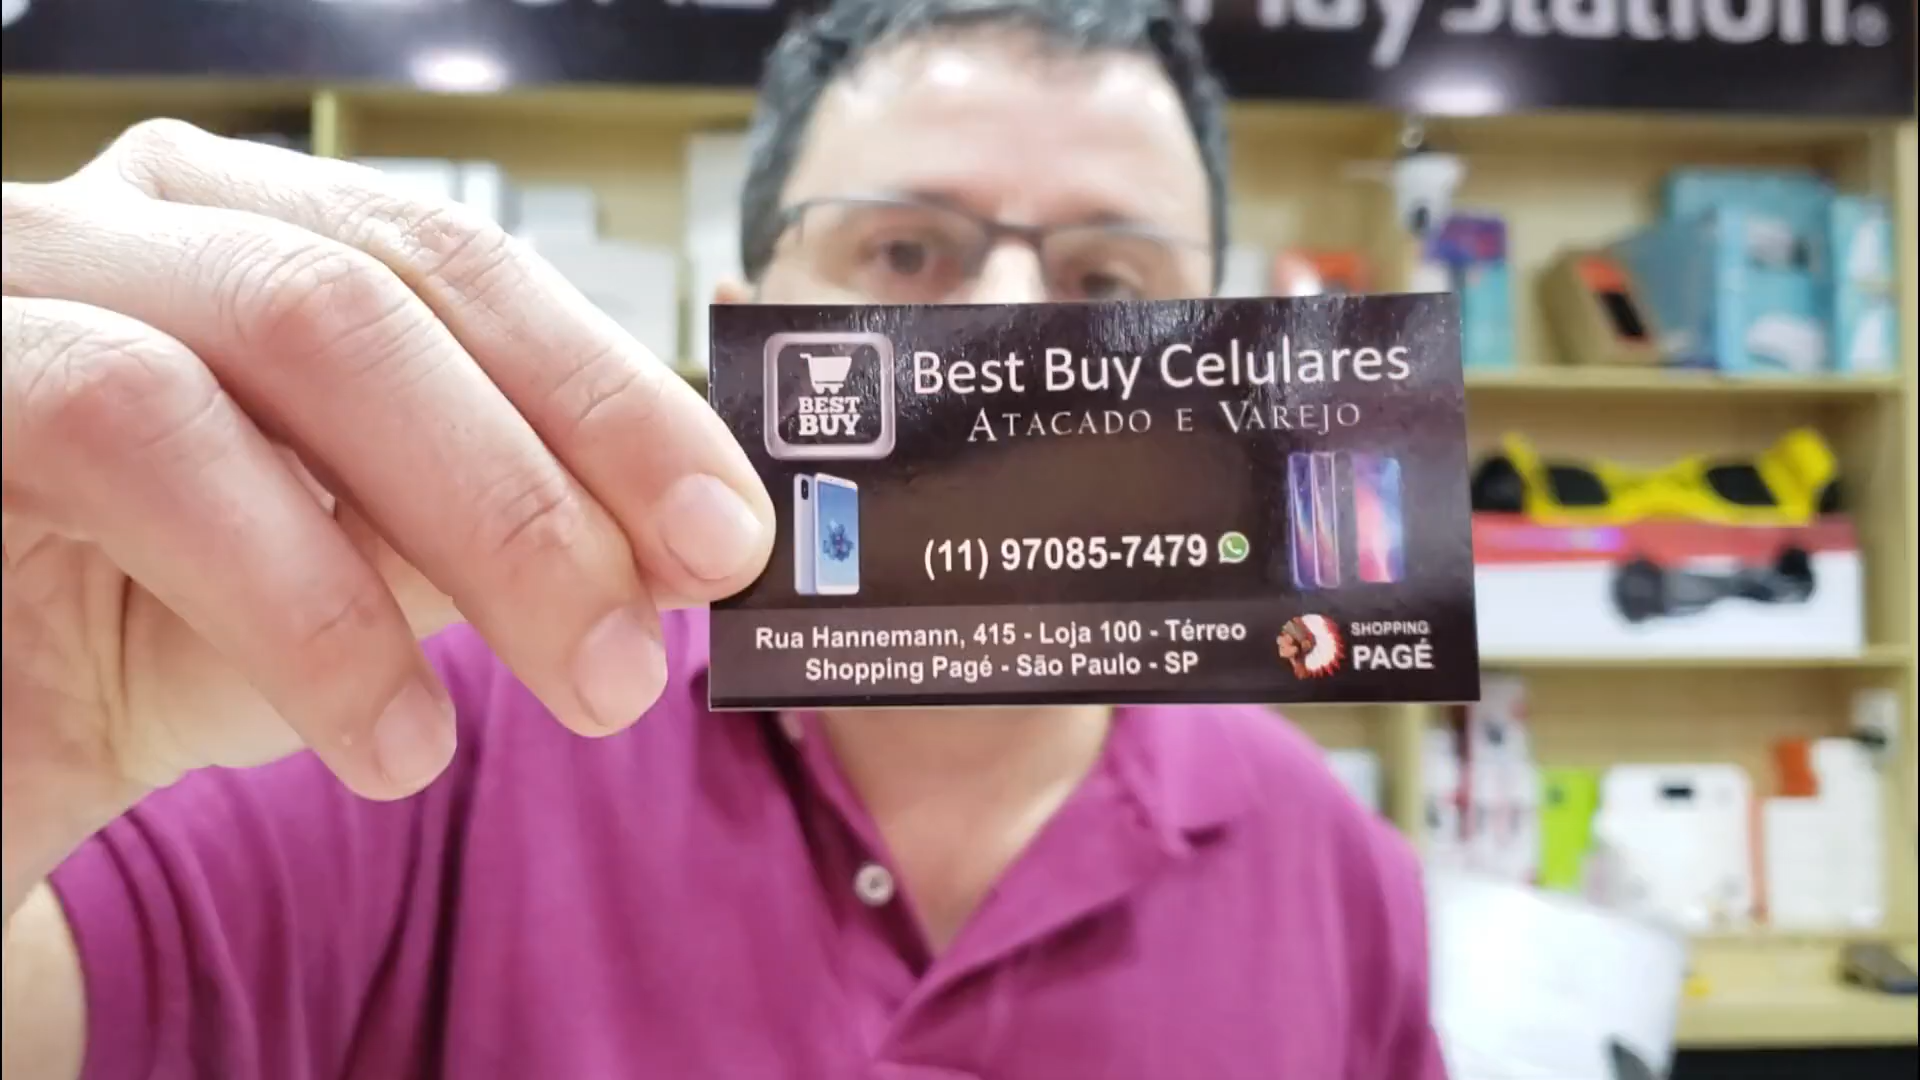 PlayStation®
BEST
BUY
Best Buy Celulares
ATACADO E VAREJO
(11) 97085-7479
Rua Hannemann, 415 - Loja 100 - Térreo
Shopping Pagé - São Paulo - SP
SHOPPING
PAGÉ